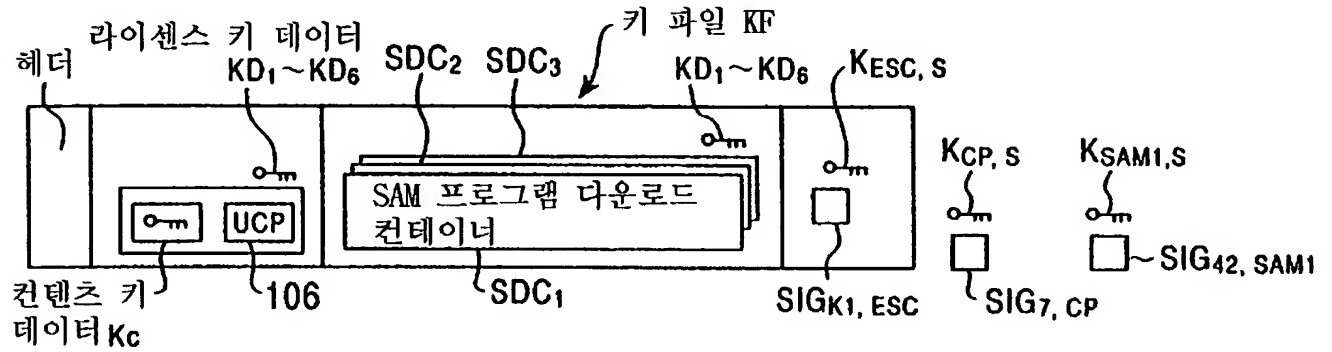 키 파일 KF
라이센스 키 데이터
헤더
KD1~KD6
SDC2
SDC3
KD1~KD6
KESC, S
KCP, S
KSAM1,S
SAM 프로그램 다운로드
컨테이너
UCP
컨텐츠 키
데이터Kc
106
SDC1
SIGK1, ESC
SIG7, CP
SIG42, SAM1